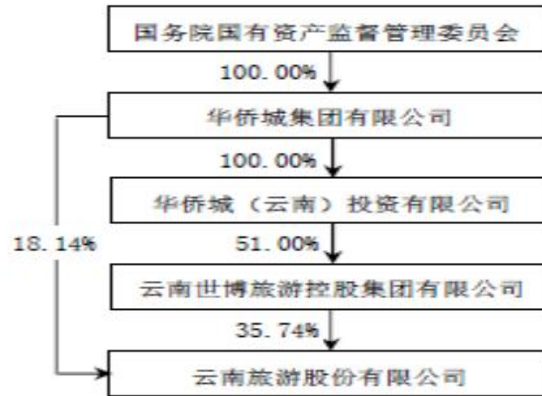 国务院国有资产监督管理委员会
100.00%
华侨城集团有限公司
100.00%
华侨城（云南）投资有限公司
18.14%
51.00%
云南世博旅游控股集团有限公司
35.74%
云南旅游股份有限公司